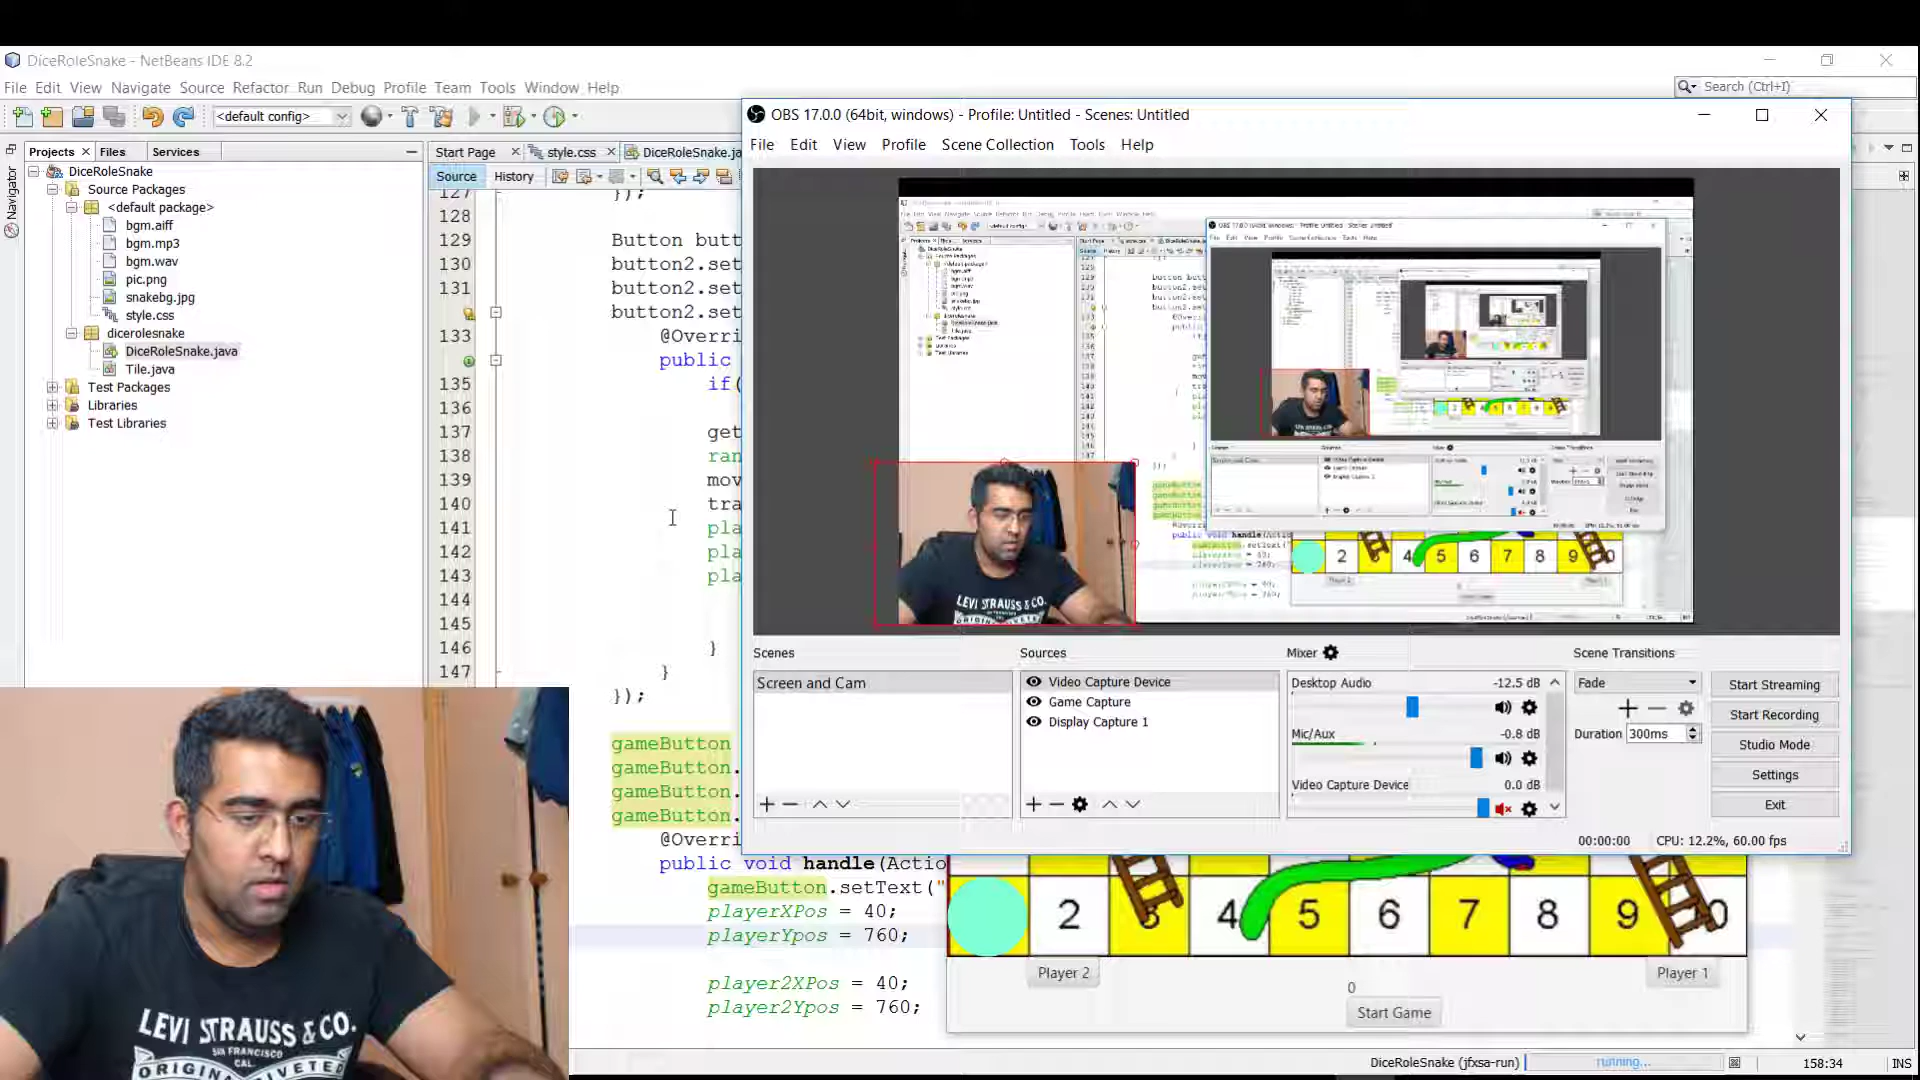 DiceRoleSnake - NetBeans IDE 8.2
File Edit View Navigate Source Refactor Run Debug Profile Team Tools Window Help
Search (Ctrl+I)
<default config>
OBS 17.0.0 (64bit, windows) - Profile: Untitled - Scenes: Untitled
File Edit View Profile Scene Collection Tools Help
Navigator
Projects Files Services
DiceRoleSnake
Source Packages
<default package>
bgm.aiff
bgm.mp3
bgm.wav
pic.png
snakebg.jpg
style.css
dicerolesnake
DiceRoleSnake.java
Tile.java
Test Packages
Libraries
Test Libraries
Start Page style.css DiceRoleSnake.ja
Source History
127 });
128
129 Button butt
130 button2.set
131 button2.set
button2.set
133 @Overri
public
135 if(
136
137 get
138 ran
139 mov
140 tra
141 pla
142 pla
143 pla
144
145
146 }
147 }
});
gameButton
gameButton.
gameButton.
gameButton.
@Overri
public void handle(Actio
gameButton.setText("
playerXPos = 40;
playerYpos = 760;
player2XPos = 40;
player2Ypos = 760;
LEVI STRAUSS & CO.
Scenes
Screen and Cam
Sources
Video Capture Device
Game Capture
Display Capture 1
Mixer
Desktop Audio -12.5 dB
Mic/Aux -0.8 dB
Video Capture Device 0.0 dB
Scene Transitions
Fade
Duration 300ms
Start Streaming
Start Recording
Studio Mode
Settings
Exit
00:00:00 CPU: 12.2%, 60.00 fps
2 3 4 5 6 7 8 9 0
Player 2
Player 1
0
Start Game
LEVI STRAUSS & CO.
SAN FRANCISCO
CAL.
DiceRoleSnake (jfxsa-run) running... 158:34 INS